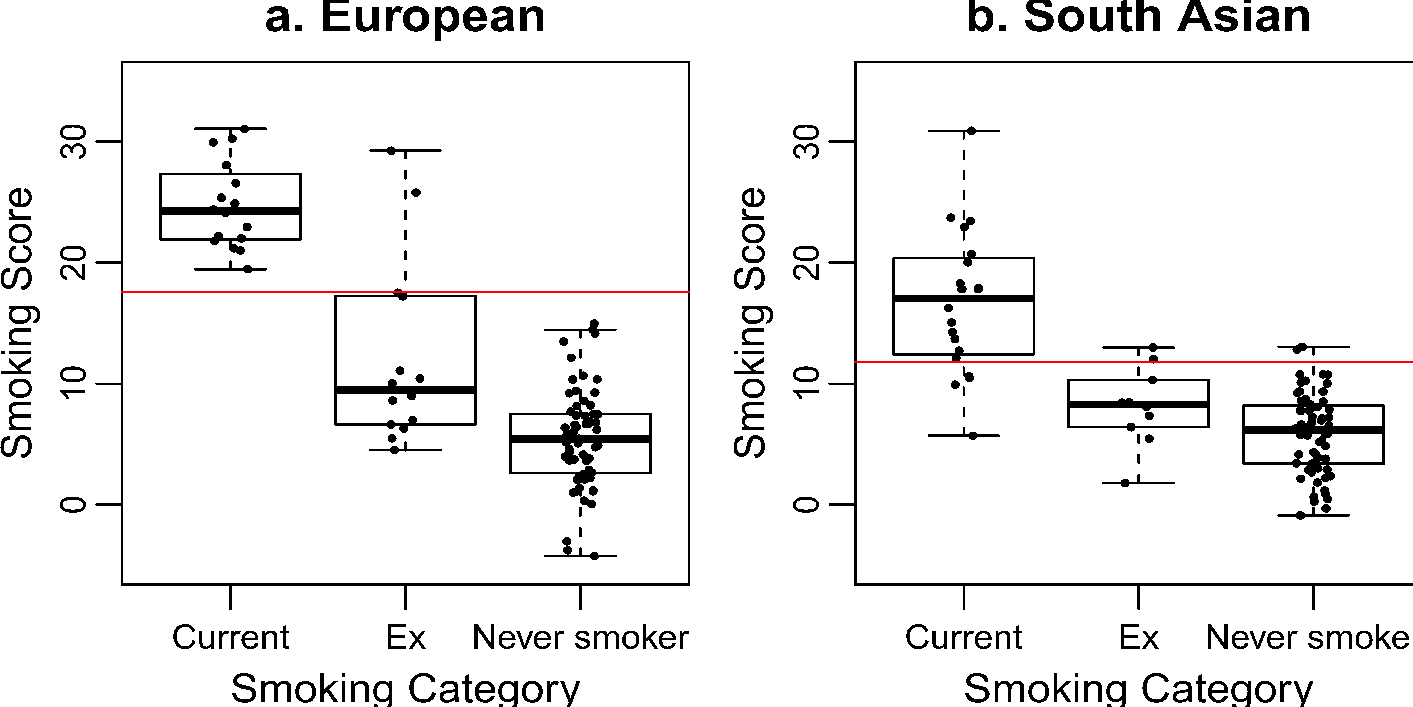 a. European
30
20
10
0
Smoking Score
Current
Ex
Never smoker
Smoking Category
b. South Asian
30
20
10
0
Smoking Score
Current
Ex
Never smoke
Smoking Category